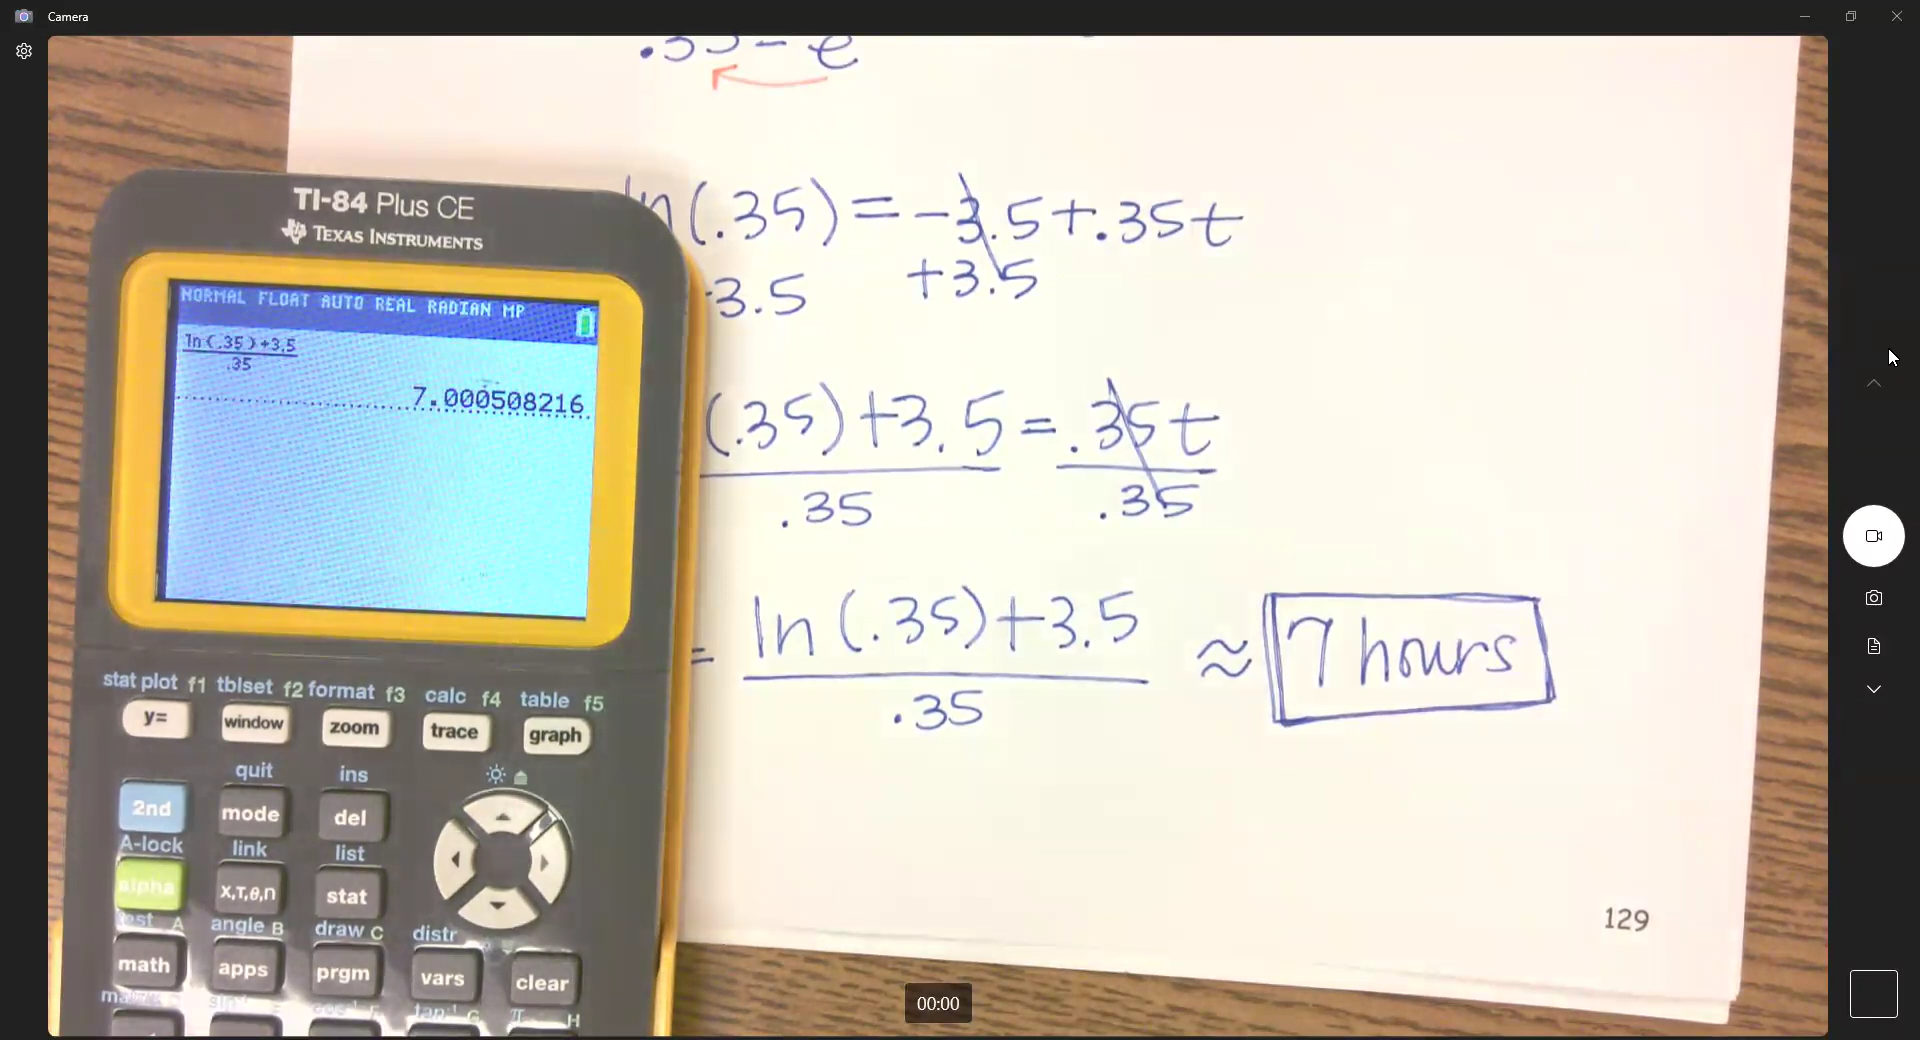 Camera
.35 = e
ln(.35) = -3.5+.35t
3.5 +3.5
(.35)+3.5 = .35t
.35 .35
= ln(.35)+3.5 ≈ 7 hours
.35
129
TI-84 Plus CE
TEXAS INSTRUMENTS
NORMAL FLOAT AUTO REAL RADIAN MP
ln(.35)+3.5
.35
7.000508216
stat plot f1 tblset f2 format f3 calc f4 table f5
y= window zoom trace graph
quit ins
2nd mode del
A-lock link list
alpha X,T,θ,n stat
test A angle B draw C distr
math apps prgm vars clear
00:00